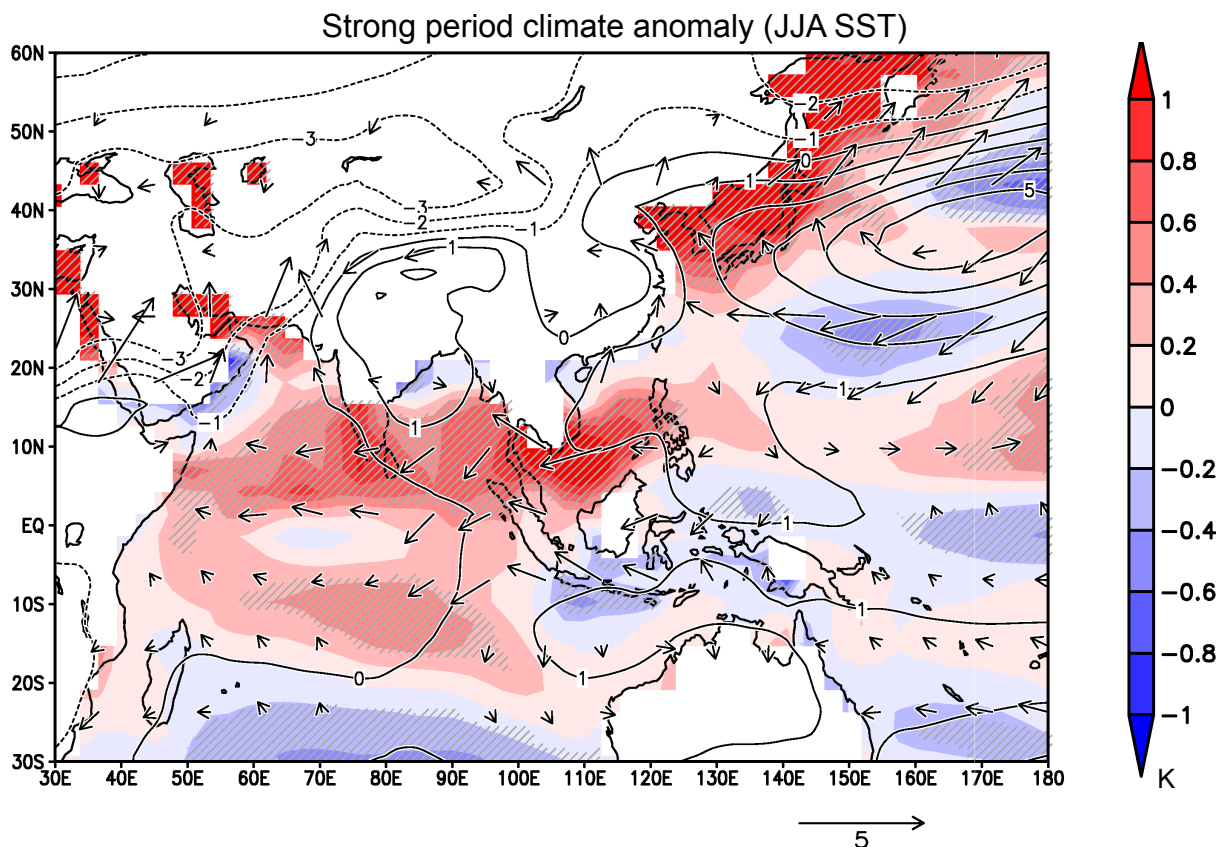 Strong period climate anomaly (JJA SST)
60N
50N
40N
30N
20N
10N
EQ
10S
20S
30S
-3
-3
-2
-1
-2
-1
0
1
5
1
0
-3
-2
-1
1
1
1
1
0
1
30E 40E 50E 60E 70E 80E 90E 100E 110E 120E 130E 140E 150E 160E 170E 180
1
0.8
0.6
0.4
0.2
0
−0.2
−0.4
−0.6
−0.8
−1
K
5